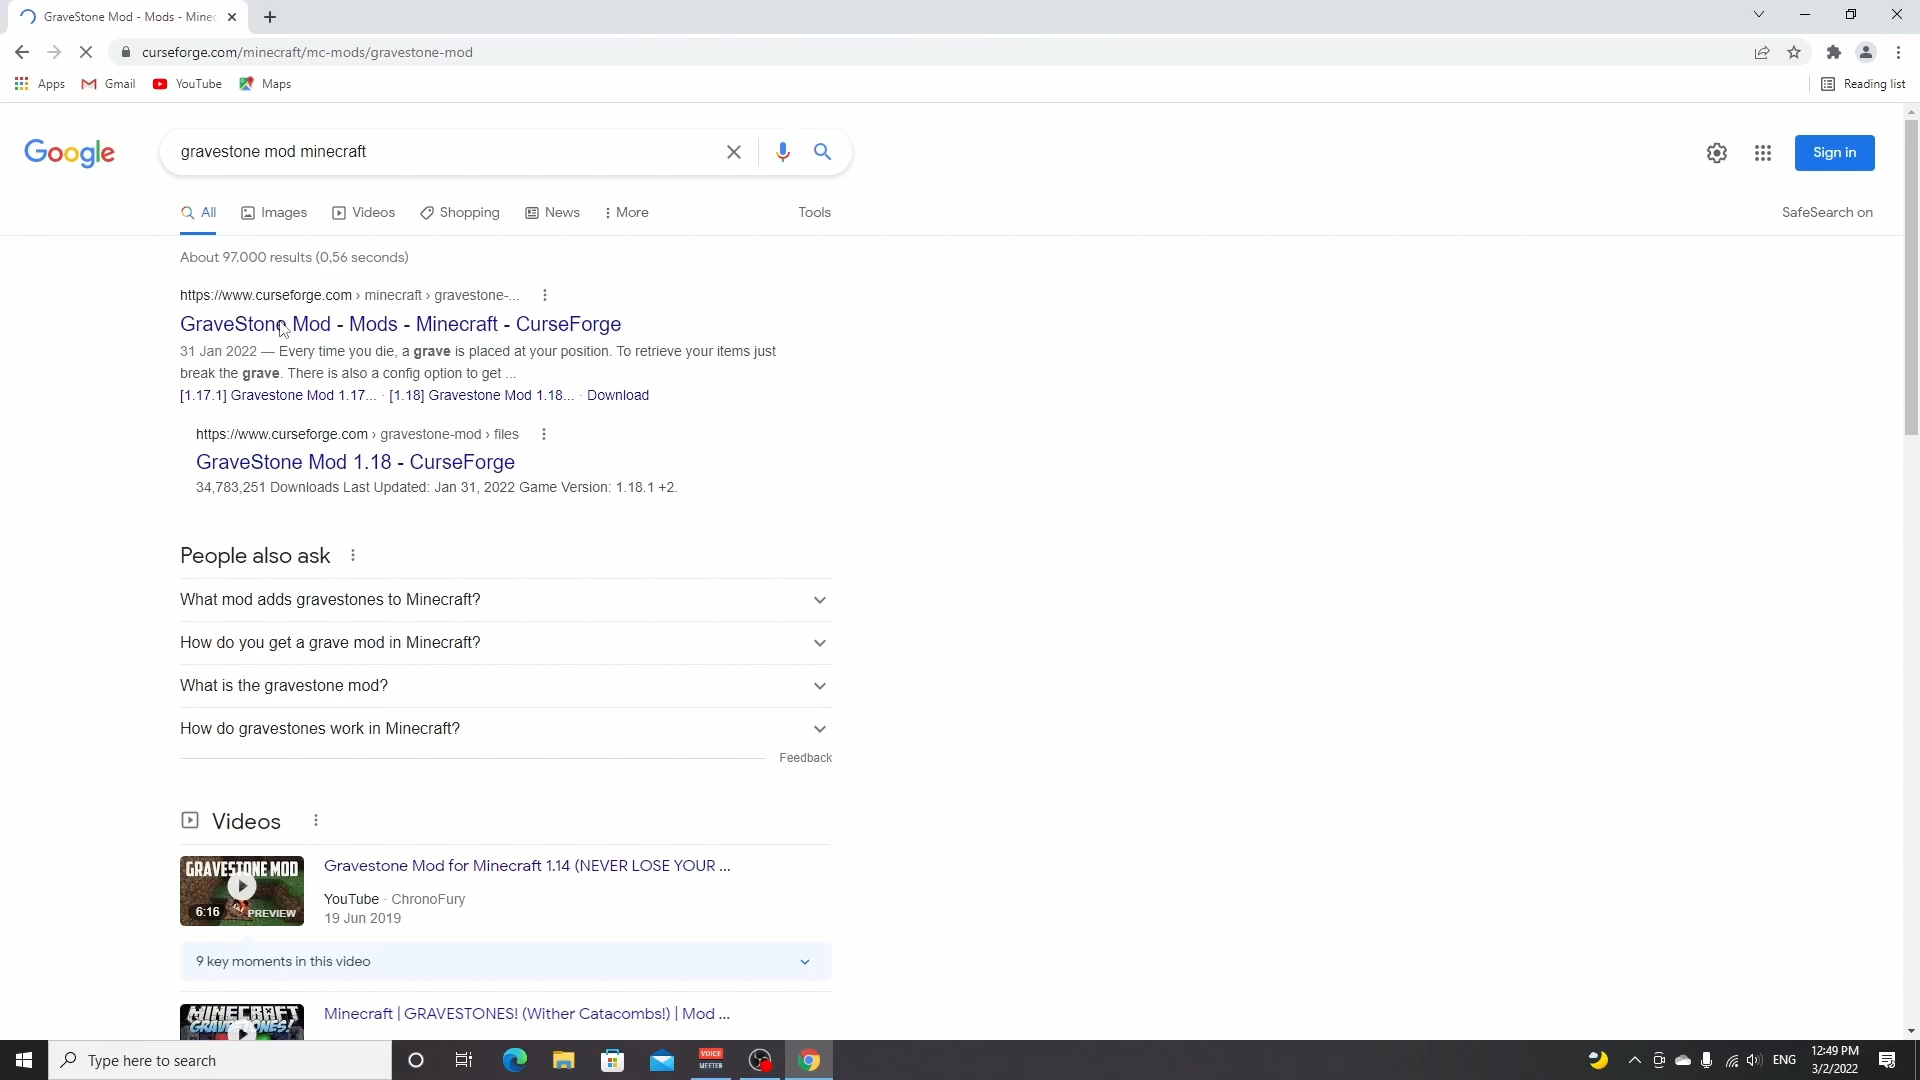 GraveStone Mod - Mods - Minec
curseforge.com/minecraft/mc-mods/gravestone-mod
Apps
Gmail
YouTube
Maps
Reading list
Google
gravestone mod minecraft
Sign in
All
Images
Videos
Shopping
News
More
Tools
SafeSearch on
About 97.000 results (0,56 seconds)
https://www.curseforge.com › minecraft › gravestone-...
GraveStone Mod - Mods - Minecraft - CurseForge
31 Jan 2022 — Every time you die, a grave is placed at your position. To retrieve your items just
break the grave. There is also a config option to get ...
[1.17.1] Gravestone Mod 1.17... · [1.18] Gravestone Mod 1.18... · Download
https://www.curseforge.com › gravestone-mod › files
GraveStone Mod 1.18 - CurseForge
34,783,251 Downloads Last Updated: Jan 31, 2022 Game Version: 1.18.1 +2.
People also ask
What mod adds gravestones to Minecraft?
How do you get a grave mod in Minecraft?
What is the gravestone mod?
How do gravestones work in Minecraft?
Feedback
Videos
GRAVESTONE MOD
6:16
PREVIEW
Gravestone Mod for Minecraft 1.14 (NEVER LOSE YOUR ...
YouTube · ChronoFury
19 Jun 2019
9 key moments in this video
MINECRAFT
GRAVESTONES!
Minecraft | GRAVESTONES! (Wither Catacombs!) | Mod ...
Type here to search
VOICE
MEETER
ENG
12:49 PM
3/2/2022